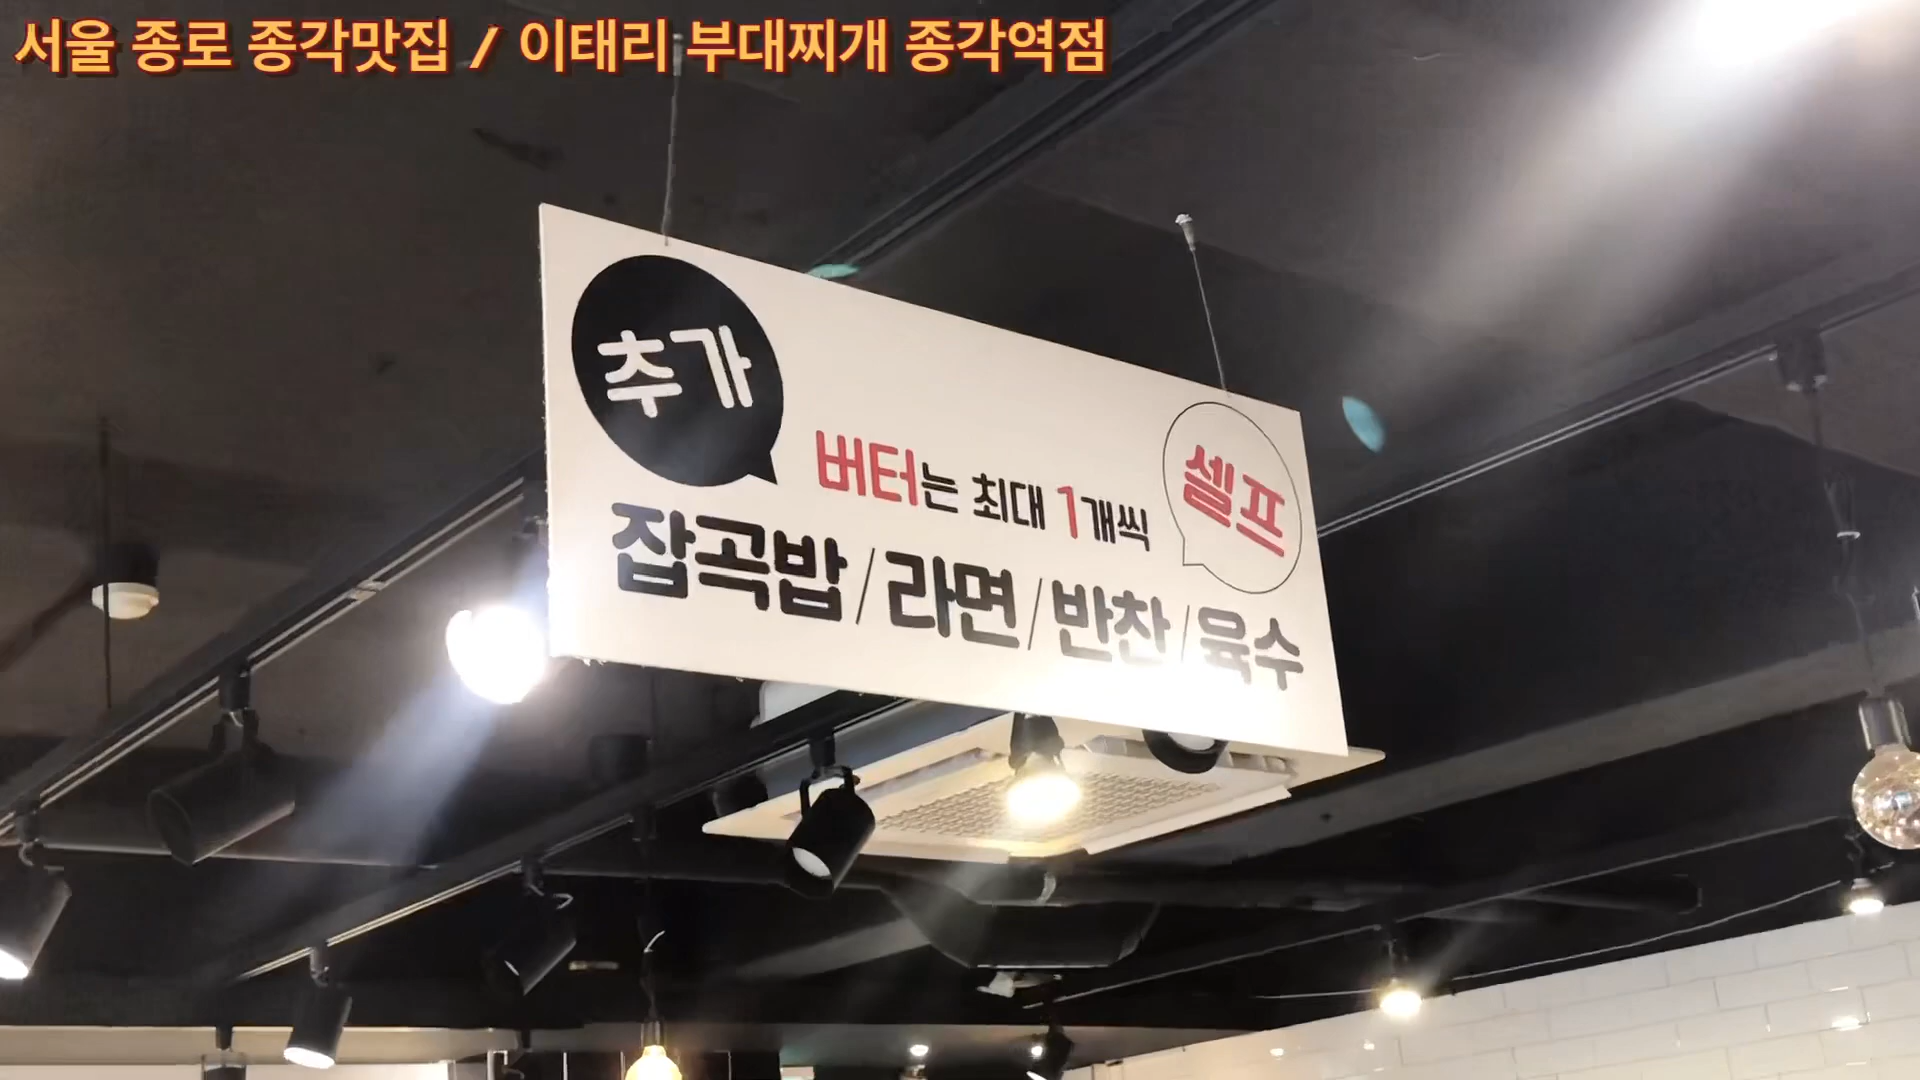 서울 종로 종각맛집 / 이태리 부대찌개 종각역점
추가
버터는 최대 1개씩
셀프
잡곡밥/라면/반찬/육수